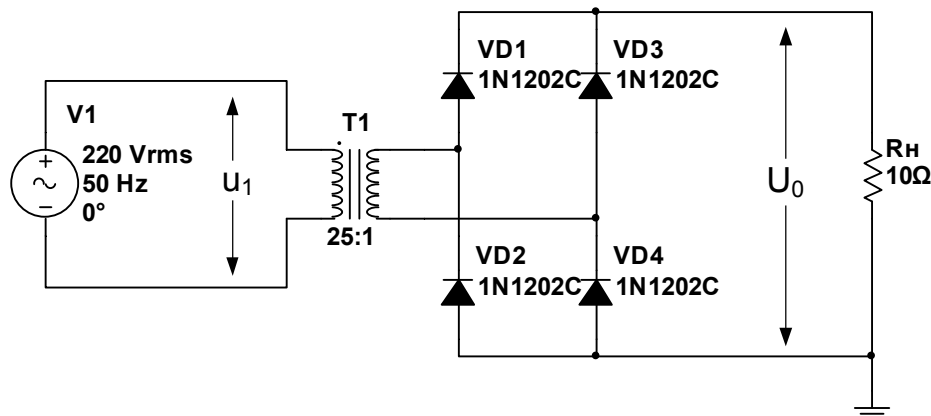 V1
220 Vrms
50 Hz
0°
u1
T1
25:1
VD1
1N1202C
VD3
1N1202C
VD2
1N1202C
VD4
1N1202C
U0
Rн
10Ω